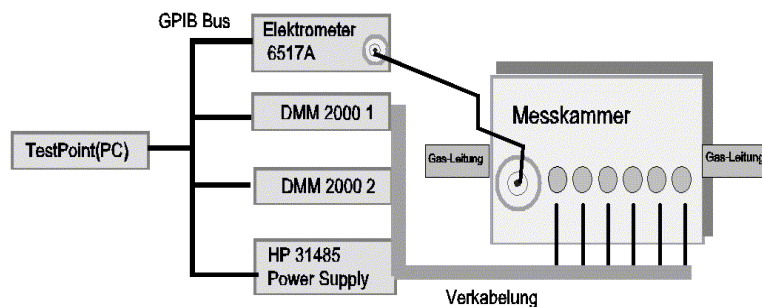 GPIB Bus
Elektrometer
6517A
DMM 2000 1
Messkammer
TestPoint(PC)
Gas-Leitung
Gas-Leitung
DMM 2000 2
HP 31485
Power Supply
Verkabelung